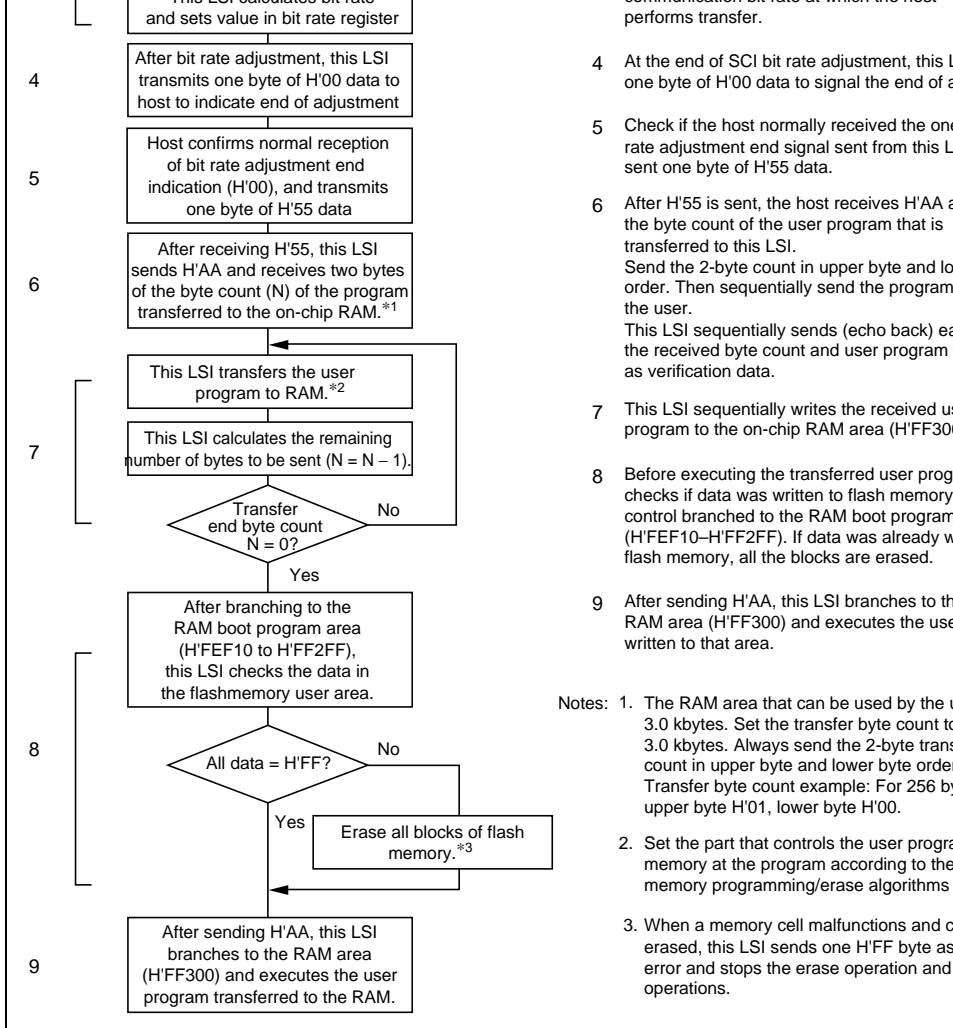 This LSI calculates bit rate
and sets value in bit rate register
4
After bit rate adjustment, this LSI
transmits one byte of H'00 data to
host to indicate end of adjustment
5
Host confirms normal reception
of bit rate adjustment end
indication (H'00), and transmits
one byte of H'55 data
6
After receiving H'55, this LSI
sends H'AA and receives two bytes
of the byte count (N) of the program
transferred to the on-chip RAM.*1
7
This LSI transfers the user
program to RAM.*2
This LSI calculates the remaining
number of bytes to be sent (N = N − 1).
Transfer
end byte count
N = 0?
No
Yes
8
After branching to the
RAM boot program area
(H'FEF10 to H'FF2FF),
this LSI checks the data in
the flashmemory user area.
All data = H'FF?
No
Yes
Erase all blocks of flash
memory.*3
9
After sending H'AA, this LSI
branches to the RAM area
(H'FF300) and executes the user
program transferred to the RAM.
communication bit rate at which the host
performs transfer.
4 At the end of SCI bit rate adjustment, this
one byte of H'00 data to signal the end of
5 Check if the host normally received the
rate adjustment end signal sent from this
sent one byte of H'55 data.
6 After H'55 is sent, the host receives H'AA
the byte count of the user program that is
transferred to this LSI.
Send the 2-byte count in upper byte and
order. Then sequentially send the program
the user.
This LSI sequentially sends (echo back)
the received byte count and user program
as verification data.
7 This LSI sequentially writes the received
program to the on-chip RAM area
8 Before executing the transferred user
checks if data was written to flash memory
control branched to the RAM boot program
(H'FEF10–H'FF2FF). If data was already
flash memory, all the blocks are erased.
9 After sending H'AA, this LSI branches to
RAM area (H'FF300) and executes the
written to that area.
Notes: 1. The RAM area that can be used by the
3.0 kbytes. Set the transfer byte count
3.0 kbytes. Always send the 2-byte
count in upper byte and lower byte
Transfer byte count example: For 256
upper byte H'01, lower byte H'00.
2. Set the part that controls the user
memory at the program according to the
memory programming/erase algorithms
3. When a memory cell malfunctions and
erased, this LSI sends one H'FF byte as
error and stops the erase operation and
operations.